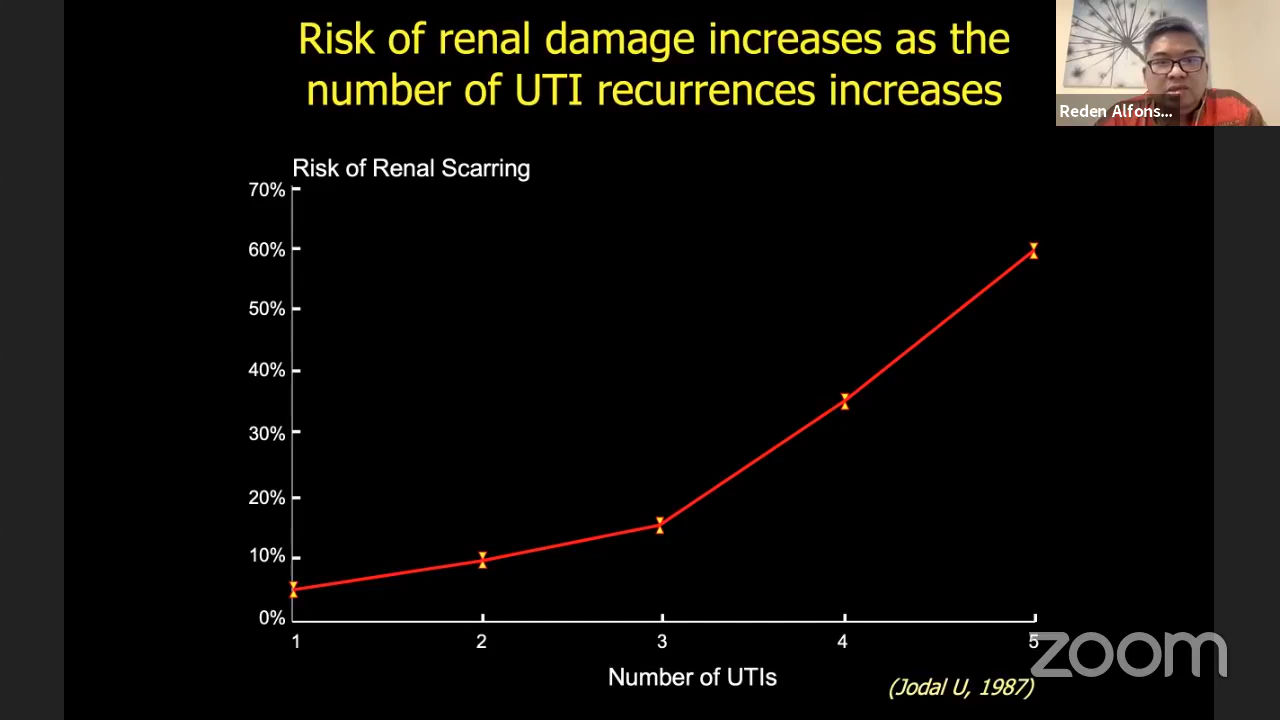 Risk of renal damage increases as the
number of UTI recurrences increases
Reden Alfons...
Risk of Renal Scarring
70%
60%
50%
40%
30%
20%
10%
0%
1 2 3 4 5
Number of UTIs
(Jodal U, 1987)
zoom